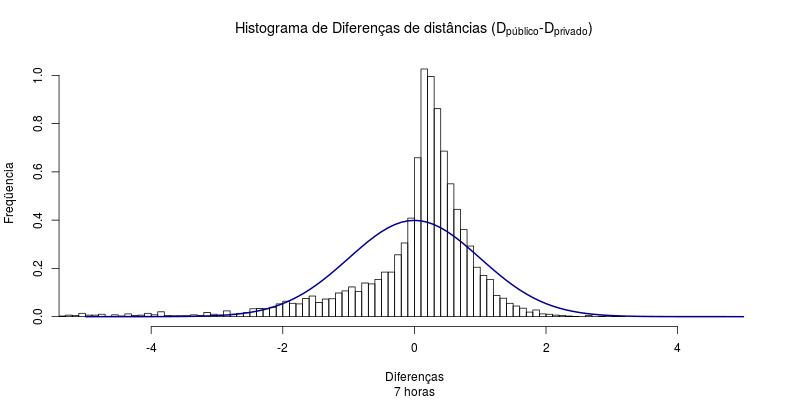 Histograma de Diferenças de distâncias (Dpúblico-Dprivado)
Freqüencia
1.0
0.8
0.6
0.4
0.2
0.0
-4 -2 0 2 4
Diferenças
7 horas